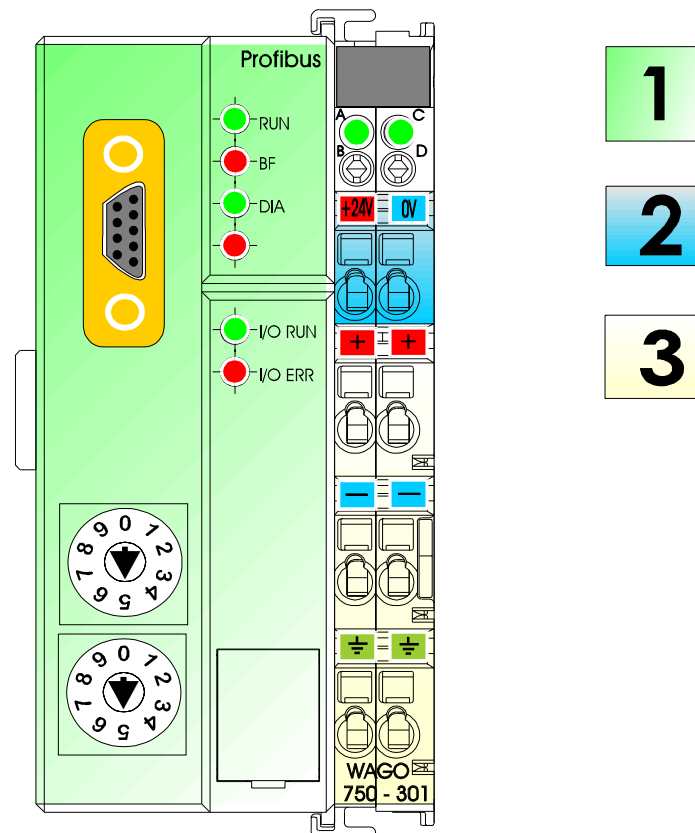 Profibus
RUN
BF
DIA
I/O RUN
I/O ERR
A
C
B
D
+24V
0V
+
+
—
—
0 1 2 3 4 5 6 7 8 9
0 1 2 3 4 5 6 7 8 9
WAGO
750 - 301
1
2
3